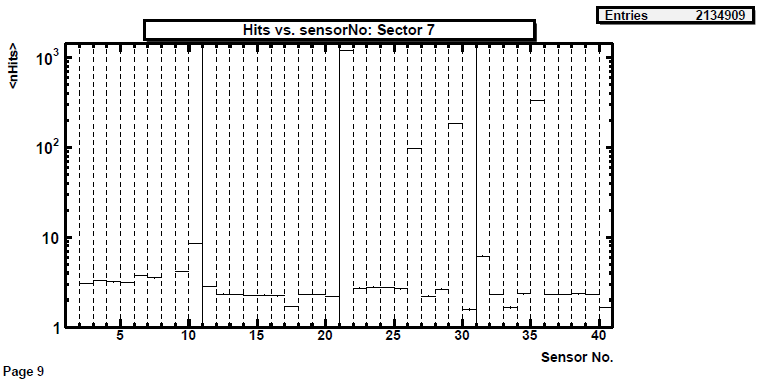 Entries 2134909
Hits vs. sensorNo: Sector 7
<nHits>
10³
10²
10
1
5 10 15 20 25 30 35 40
Sensor No.
Page 9